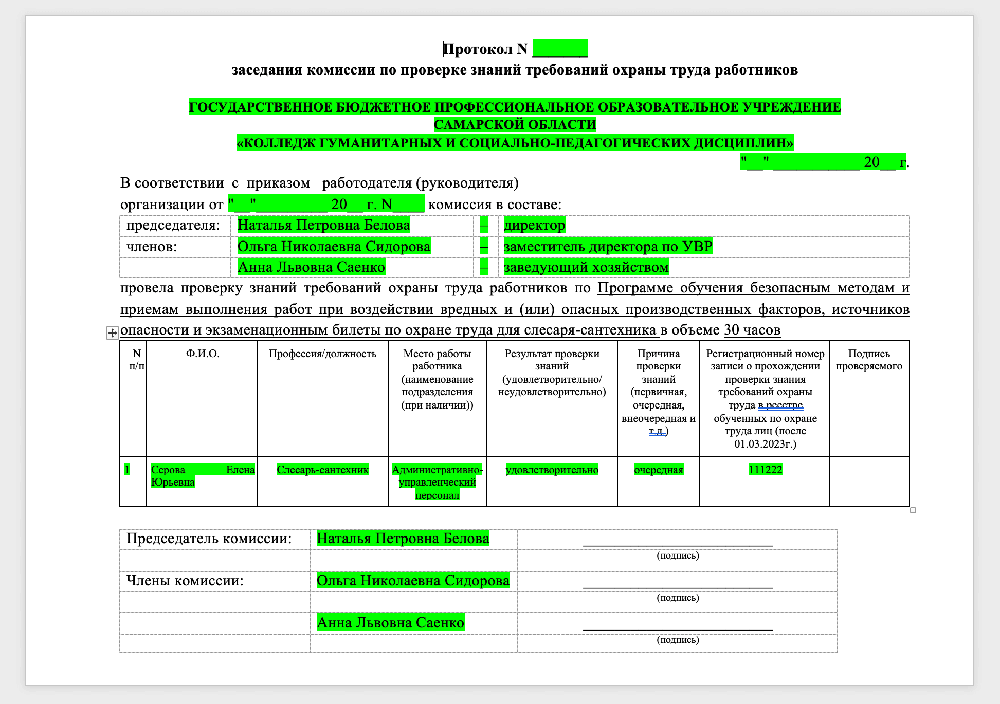 Протокол N _______
заседания комиссии по проверке знаний требований охраны труда работников
ГОСУДАРСТВЕННОЕ БЮДЖЕТНОЕ ПРОФЕССИОНАЛЬНОЕ ОБРАЗОВАТЕЛЬНОЕ УЧРЕЖДЕНИЕ
САМАРСКОЙ ОБЛАСТИ
«КОЛЛЕДЖ ГУМАНИТАРНЫХ И СОЦИАЛЬНО-ПЕДАГОГИЧЕСКИХ ДИСЦИПЛИН»
"__" ___________ 20__ г.
В соответствии с приказом работодателя (руководителя)
организации от "__"_________ 20__ г. N____ комиссия в составе:
председателя: Наталья Петровна Белова – директор
членов: Ольга Николаевна Сидорова – заместитель директора по УВР
Анна Львовна Саенко – заведующий хозяйством
провела проверку знаний требований охраны труда работников по Программе обучения безопасным методам и
приемам выполнения работ при воздействии вредных и (или) опасных производственных факторов, источников
опасности и экзаменационным билеты по охране труда для слесаря-сантехника в объеме 30 часов
N
п/п
Ф.И.О.
Профессия/должность
Место работы
работника
(наименование
подразделения
(при наличии))
Результат проверки
знаний
(удовлетворительно/
неудовлетворительно)
Причина
проверки
знаний
(первичная,
очередная,
внеочередная и
т.д.)
Регистрационный номер
записи о прохождении
проверки знания
требований охраны
труда в реестре
обученных по охране
труда лиц (после
01.03.2023г.)
Подпись
проверяемого
1
Серова Елена
Юрьевна
Слесарь-сантехник
Административно-
управленческий
персонал
удовлетворительно
очередная
111222
Председатель комиссии: Наталья Петровна Белова ________________________
(подпись)
Члены комиссии: Ольга Николаевна Сидорова ________________________
(подпись)
Анна Львовна Саенко ________________________
(подпись)